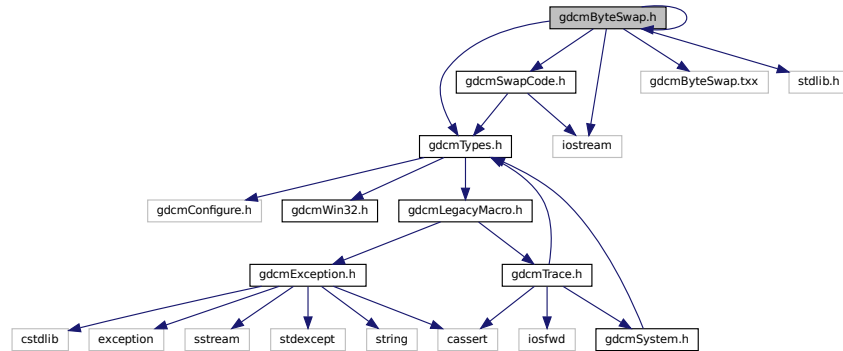 gdcmByteSwap.h
gdcmSwapCode.h
gdcmByteSwap.txx
stdlib.h
gdcmTypes.h
iostream
gdcmConfigure.h
gdcmWin32.h
gdcmLegacyMacro.h
gdcmException.h
gdcmTrace.h
cstdlib
exception
sstream
stdexcept
string
cassert
iosfwd
gdcmSystem.h